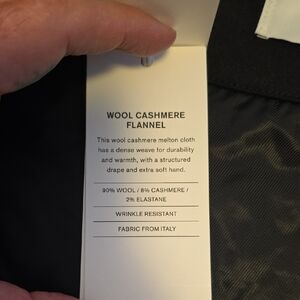 WOOL CASHMERE
FLANNEL
This wool cashmere melton cloth
has a dense weave for durability
and warmth, with a structured
drape and extra soft hand.
90% WOOL / 8% CASHMERE /
2% ELASTANE
WRINKLE RESISTANT
FABRIC FROM ITALY